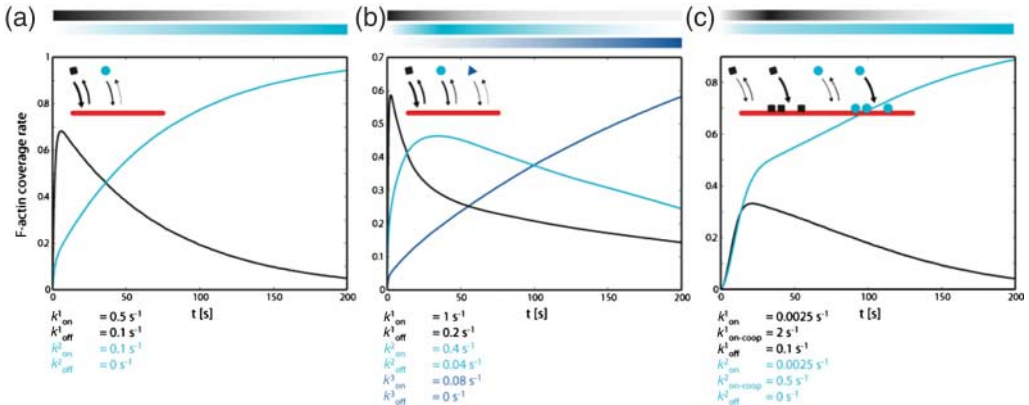 (a) (b) (c)
F-actin coverage rate
1
0.8
0.6
0.4
0.2
0
0 50 100 150 200
t [s]
k¹on = 0.5 s⁻¹
k¹off = 0.1 s⁻¹
k²on = 0.1 s⁻¹
k²off = 0 s⁻¹
0.7
0.6
0.5
0.4
0.3
0.2
0.1
0
0 50 100 150 200
t [s]
k¹on = 1 s⁻¹
k¹off = 0.2 s⁻¹
k²on = 0.4 s⁻¹
k²off = 0.04 s⁻¹
k³on = 0.08 s⁻¹
k³off = 0 s⁻¹
1
0.8
0.6
0.4
0.2
0
0 50 100 150 200
t [s]
k¹on = 0.0025 s⁻¹
k¹on-coop = 2 s⁻¹
k¹off = 0.1 s⁻¹
k²on = 0.0025 s⁻¹
k²on-coop = 0.5 s⁻¹
k²off = 0 s⁻¹